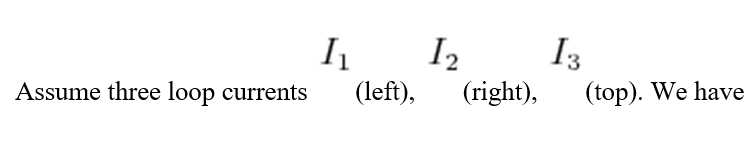 Assume three loop currents I₁ (left), I₂ (right), I₃ (top). We have